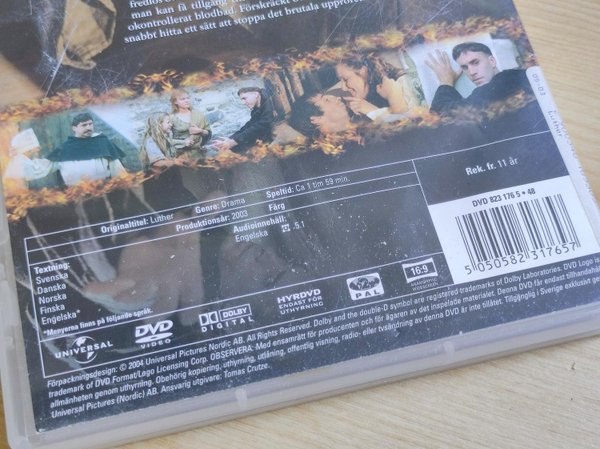 man
få tillgång
okontrollerat blodbad. Förskräckt
snabbt hitta ett sätt att stoppa det brutala
09-03
Originaltitel: Luther Genre: Drama Speltid: Ca 1 tim 59 min.
Produktionsår: 2003 Färg
Audioinnehåll:
Engelska 5.1
Rek. fr. 11 år
DVD 823 176 5 • 48
5 050582 317657
Textning:
Svenska
Danska
Norska
Finska
Engelska*
*Menyerna finns på följande språk.
UNIVERSAL
DVD VIDEO
DOLBY DIGITAL
HYRDVD
ENDAST FÖR
UTHYRNING
2
PAL
16:9
Förpackningsdesign: © 2004 Universal Pictures Nordic AB. All Rights Reserved. Dolby and the double-D symbol are registered trademarks of Dolby Laboratories. DVD Logo is
trademark of DVD Format/Logo Licensing Corp. OBSERVERA: Med ensamrätt för producenten och för ägaren av det inspelade materialet. Denna DVD får endast tillhandahållas
allmänheten genom uthyrning. Obehörig kopiering, uthyrning, utlåning, offentlig visning, radio- eller tvsändning av denna DVD är inte tillåten. Tillgänglig i Sverige exklusivt
Universal Pictures (Nordic) AB. Ansvarig utgivare: Tomas Crutze.